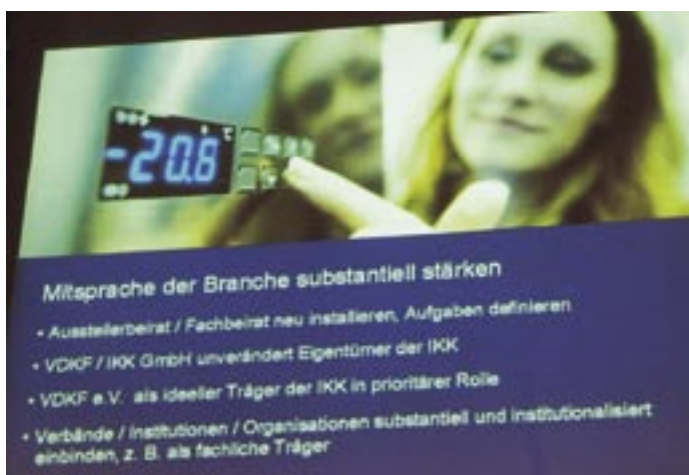 -20.8
°C
Mitsprache der Branche substantiell stärken
• Ausstellerbeirat / Fachbeirat neu installieren, Aufgaben definieren
• VDKF / IKK GmbH unverändert Eigentümer der IKK
• VDKF e.V. als ideeller Träger der IKK in prioritärer Rolle
• Verbände / Institutionen / Organisationen substantiell und institutionalisiert
einbinden, z. B. als fachliche Träger